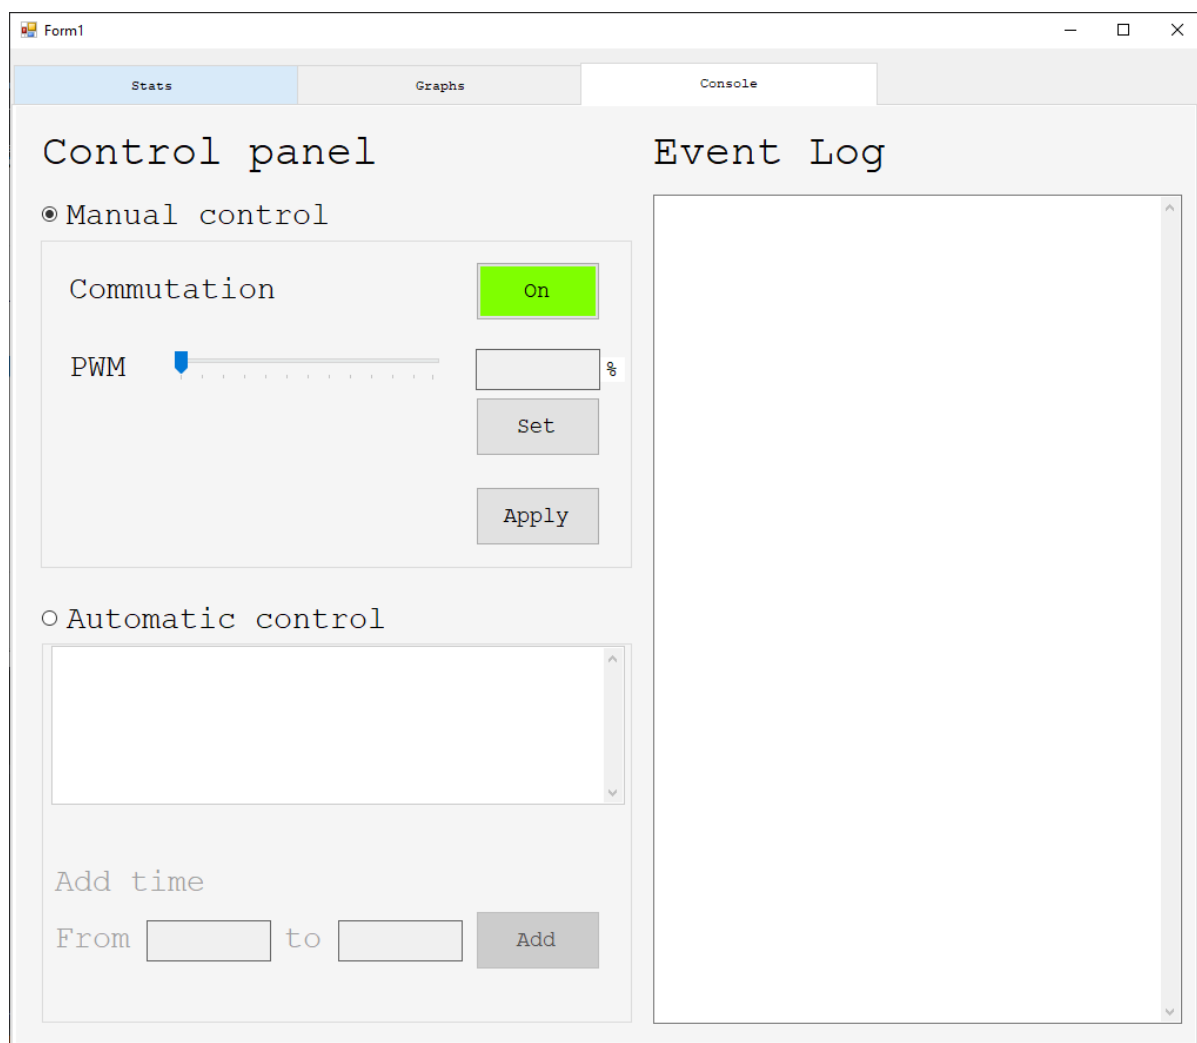 Form1
Stats Graphs Console
Control panel
Manual control
Commutation On
PWM %
Set
Apply
Automatic control
Add time
From to Add
Event Log